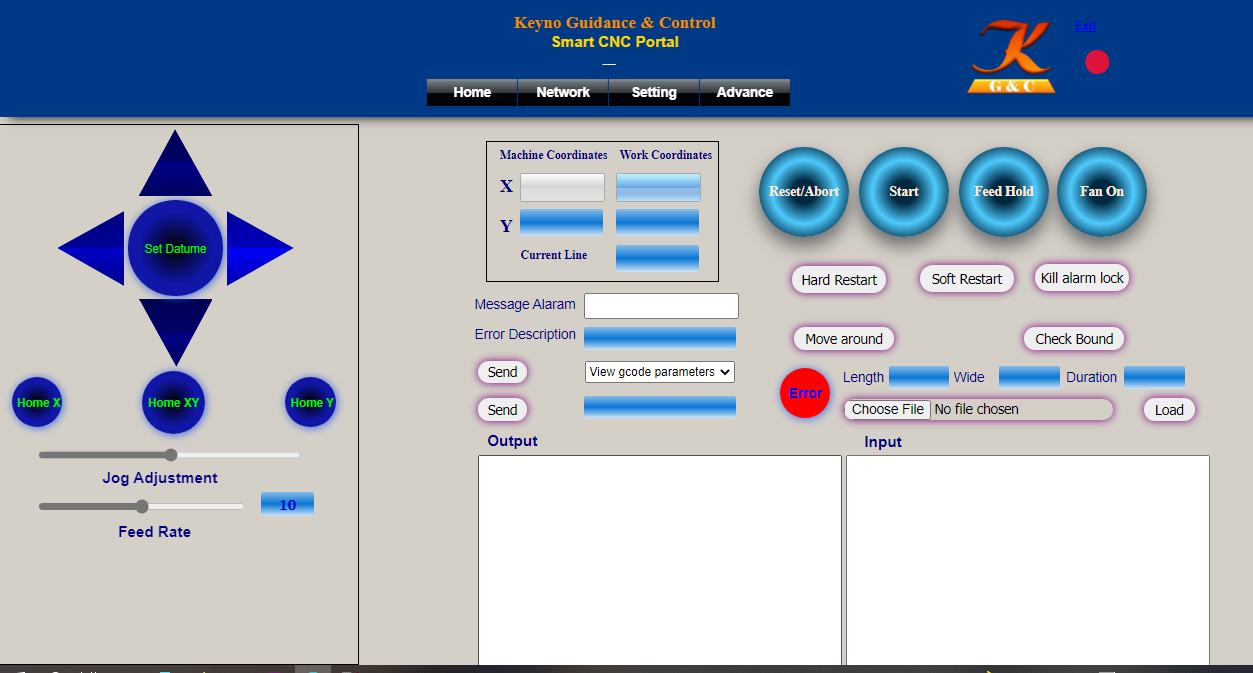 Keyno Guidance & Control
Smart CNC Portal
Exit
K
G & C
Home Network Setting Advance
Set Datume
Home X Home XY Home Y
Jog Adjustment
10
Feed Rate
Machine Coordinates Work Coordinates
X
Y
Current Line
Message Alaram
Error Description
Send View gcode parameters
Send
Reset/Abort Start Feed Hold Fan On
Hard Restart Soft Restart Kill alarm lock
Move around Check Bound
Error
Length Wide Duration
Choose File No file chosen Load
Output Input